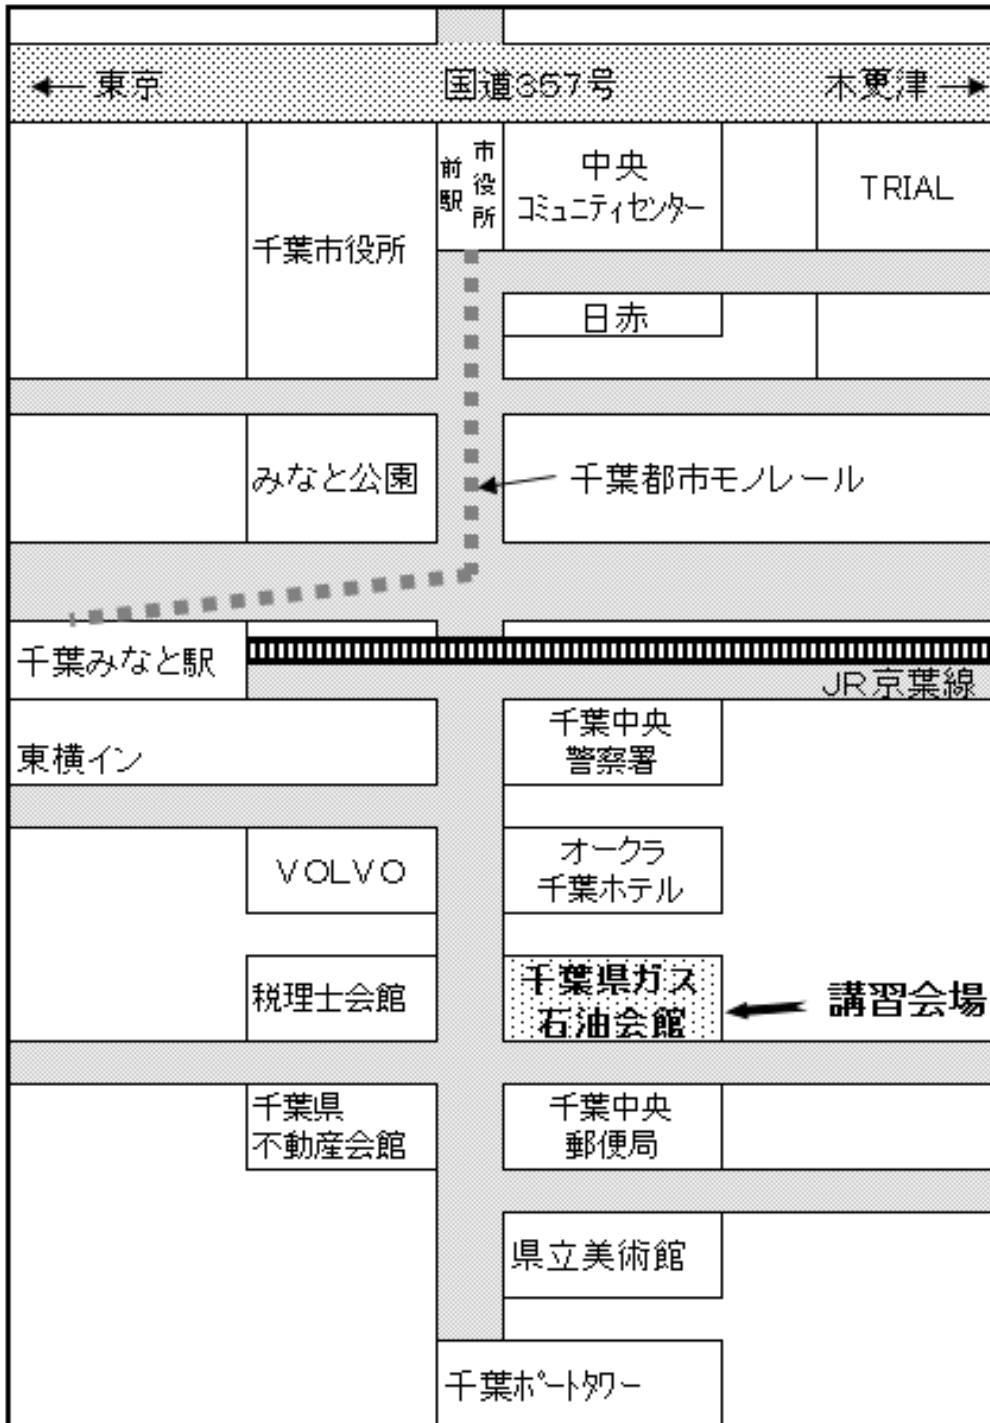 ←東京
国道357号
木更津→
市役所
前駅
中央
コミュニティセンター
TRIAL
千葉市役所
日赤
みなと公園
千葉都市モノレール
千葉みなと駅
JR京葉線
東横イン
千葉中央
警察署
VOLVO
オークラ
千葉ホテル
税理士会館
千葉県ガス
石油会館
講習会場
千葉県
不動産会館
千葉中央
郵便局
県立美術館
千葉ポートタワー